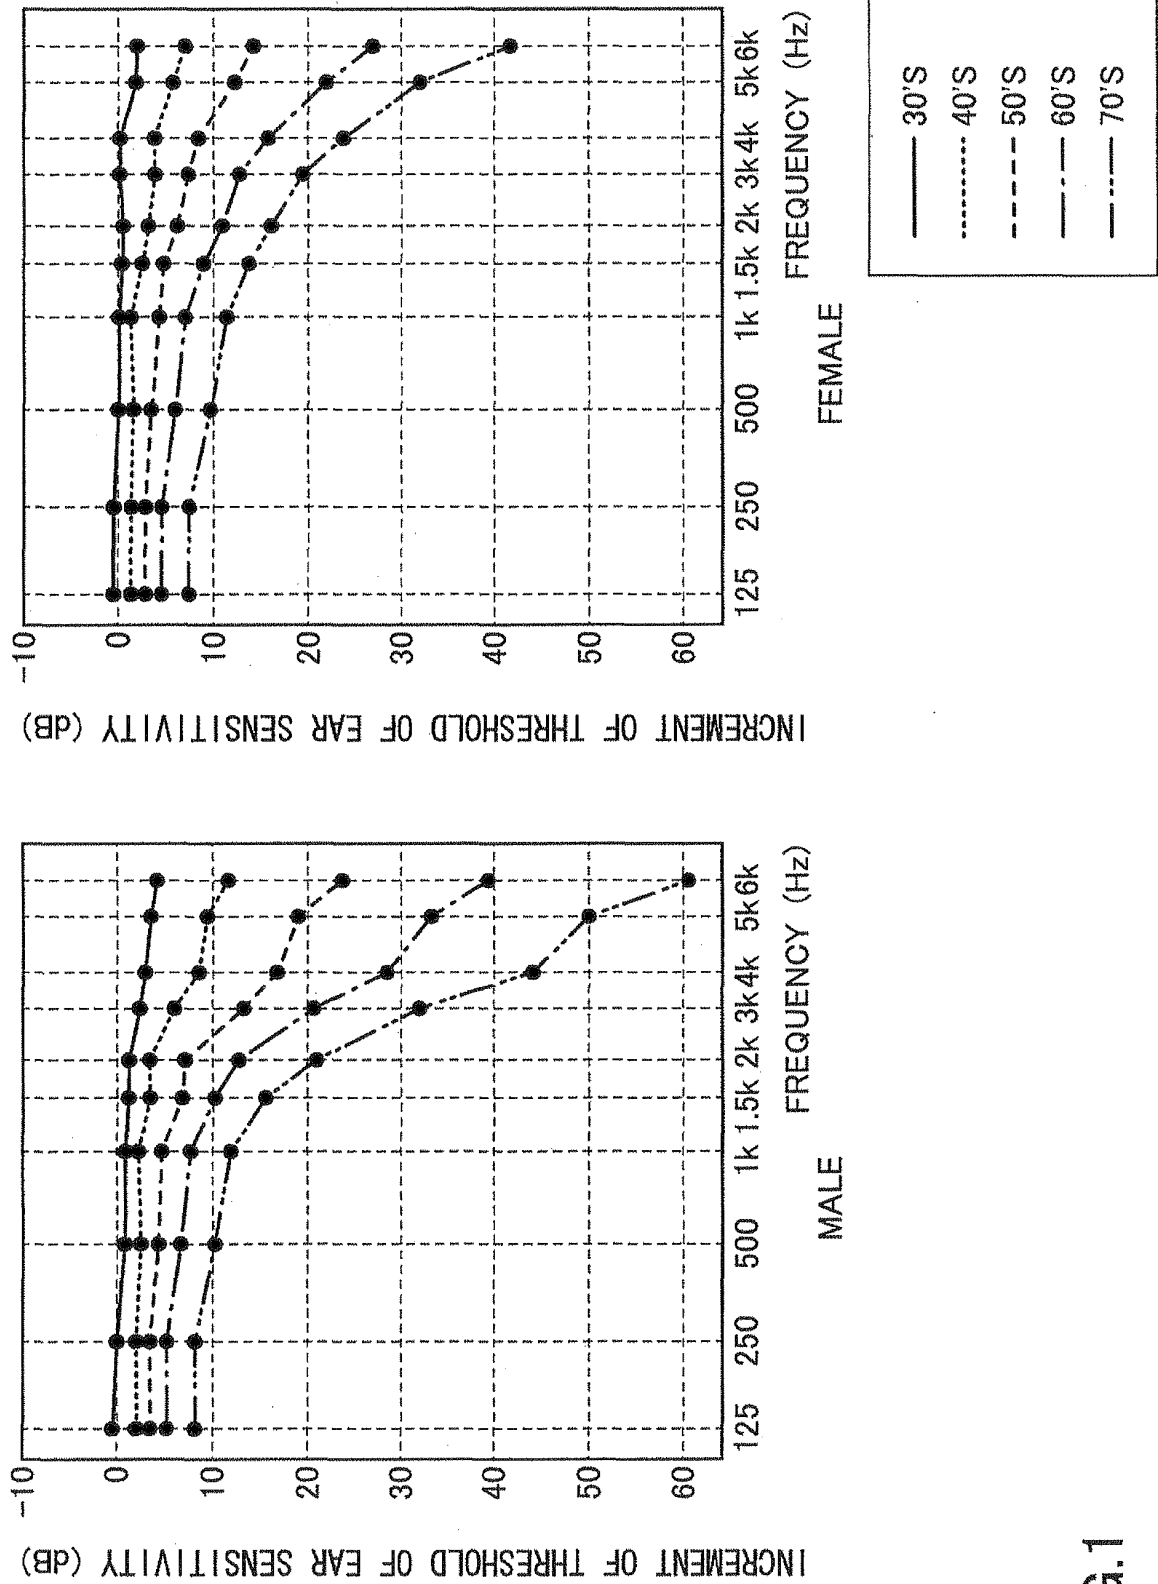 INCREMENT OF THRESHOLD OF EAR SENSITIVITY (dB)
-10
0
10
20
30
40
50
60
125 250 500 1k 1.5k 2k 3k 4k 5k 6k
FREQUENCY (Hz)
MALE
INCREMENT OF THRESHOLD OF EAR SENSITIVITY (dB)
-10
0
10
20
30
40
50
60
125 250 500 1k 1.5k 2k 3k 4k 5k 6k
FREQUENCY (Hz)
FEMALE
30'S
40'S
50'S
60'S
70'S
G.1